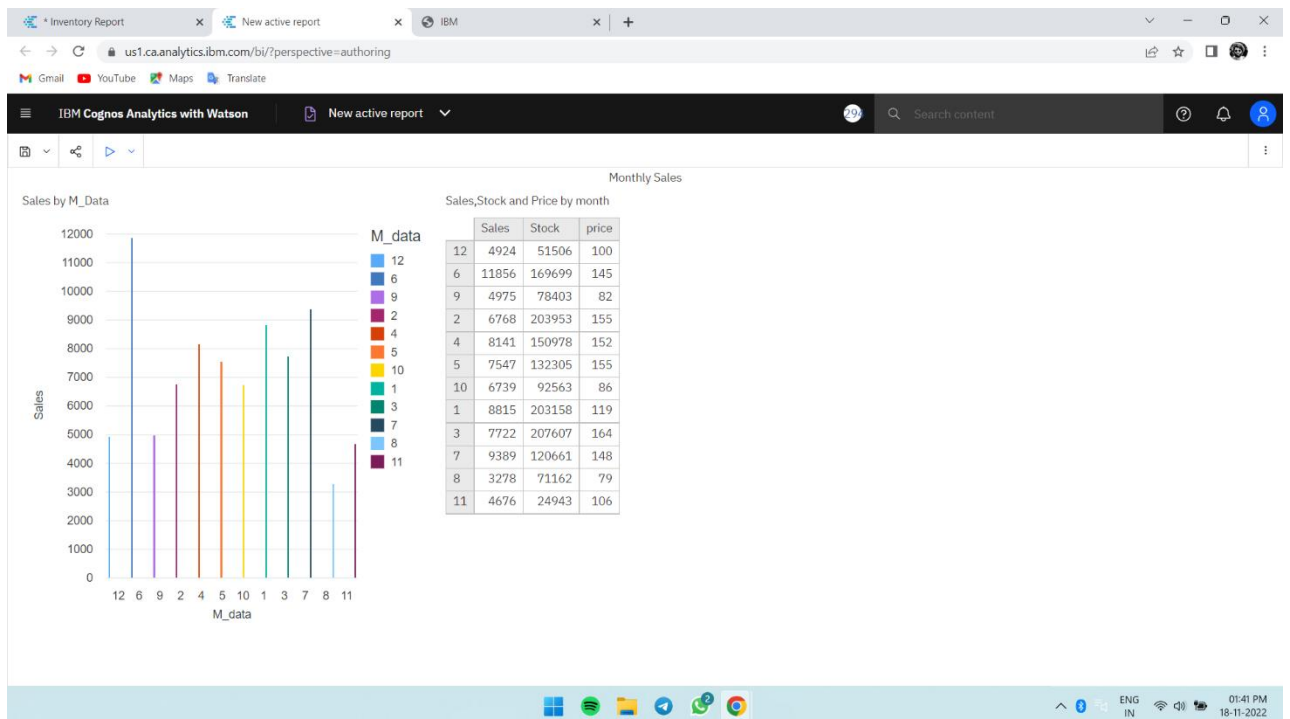 * Inventory Report
New active report
IBM
us1.ca.analytics.ibm.com/bi/?perspective=authoring
Gmail YouTube Maps Translate
IBM Cognos Analytics with Watson
New active report
294
Search content
Monthly Sales
Sales by M_Data
12000
11000
10000
9000
8000
7000
6000
5000
4000
3000
2000
1000
0
Sales
12 6 9 2 4 5 10 1 3 7 8 11
M_data
M_data
12
6
9
2
4
5
10
1
3
7
8
11
Sales,Stock and Price by month
Sales Stock price
12 4924 51506 100
6 11856 169699 145
9 4975 78403 82
2 6768 203953 155
4 8141 150978 152
5 7547 132305 155
10 6739 92563 86
1 8815 203158 119
3 7722 207607 164
7 9389 120661 148
8 3278 71162 79
11 4676 24943 106
2
ENG
IN
01:41 PM
18-11-2022